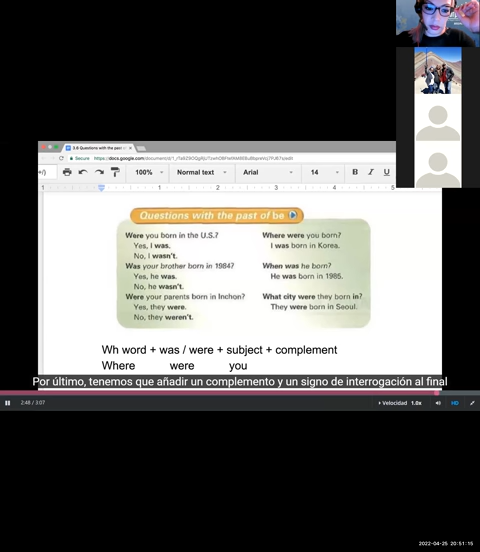 3.6 Questions with the past
Secure https://docs.google.com/document/d/
100% Normal text Arial 14 B I U
1 1 2 3 4 5
Questions with the past of be
Were you born in the U.S.?
Yes, I was.
No, I wasn't.
Was your brother born in 1984?
Yes, he was.
No, he wasn't.
Were your parents born in Inchon?
Yes, they were.
No, they weren't.
Where were you born?
I was born in Korea.
When was he born?
He was born in 1985.
What city were they born in?
They were born in Seoul.
Wh word + was / were + subject + complement
Where were you
Por último, tenemos que añadir un complemento y un signo de interrogación al final
2:48 / 3:07 Velocidad 1.0x HD
2022-04-25 20:51:15